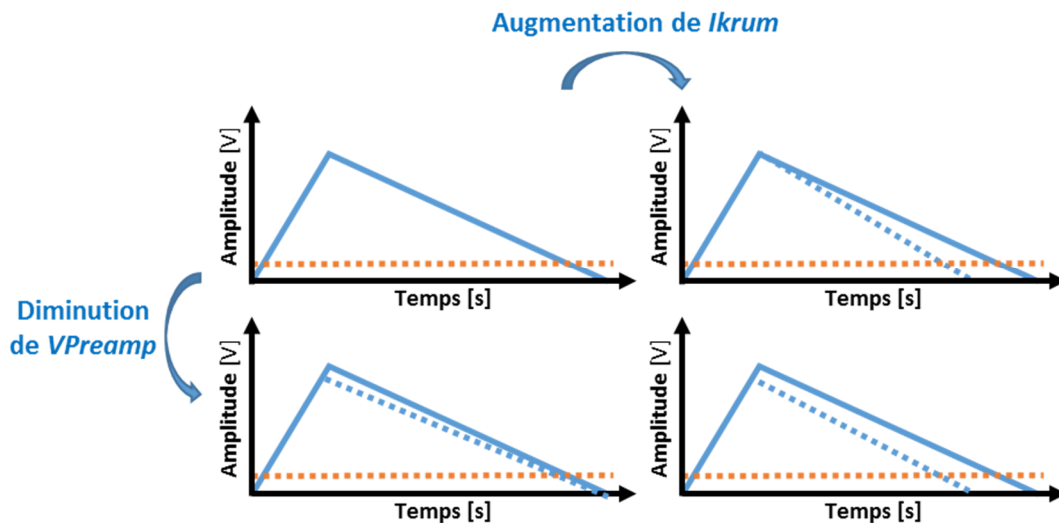 Augmentation de Ikrum
Amplitude [V]
Temps [s]
Amplitude [V]
Temps [s]
Diminution
de VPreamp
Amplitude [V]
Temps [s]
Amplitude [V]
Temps [s]